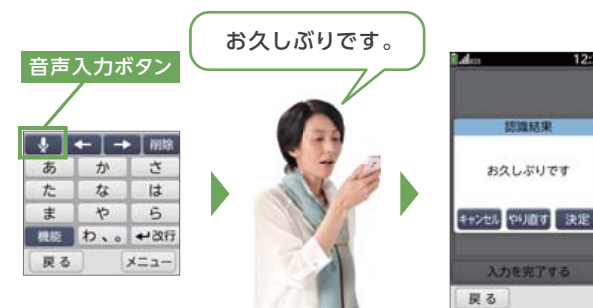 お久しぶりです。
音声入力ボタン
← → 削除
あ か さ
た な は
ま や ら
機能 わ、。 改行
戻る メニュー
12:
認識結果
お久しぶりです
キャンセル やり直す 決定
入力を完了する
戻る